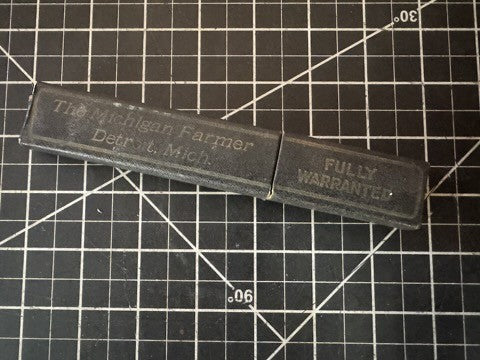 The Michigan Farmer
Detroit, Mich.
FULLY
WARRANTED
30°
90°